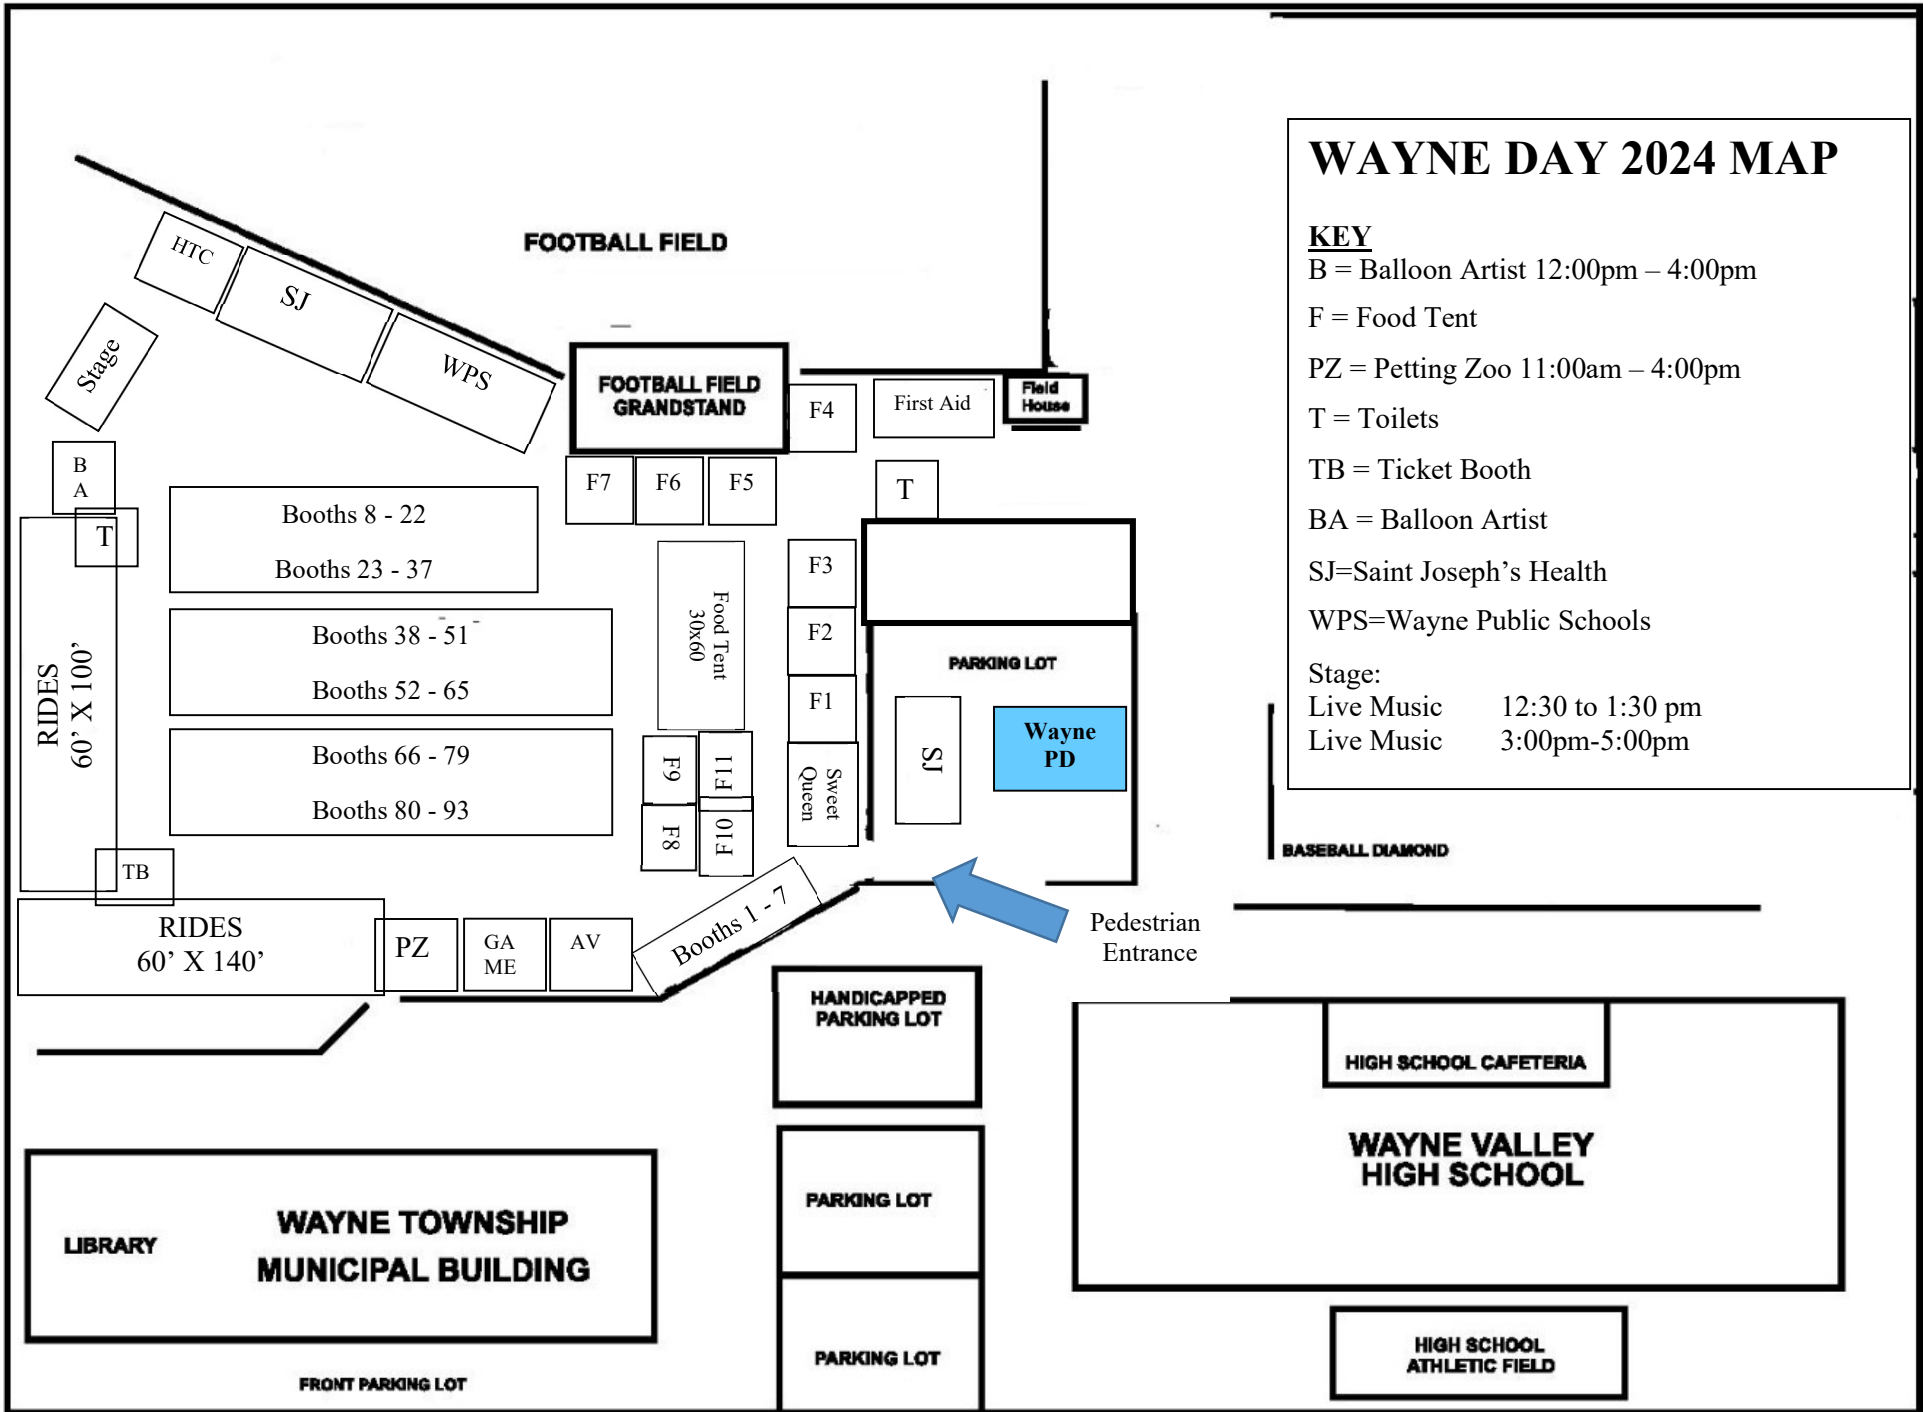 WAYNE DAY 2024 MAP
KEY
B = Balloon Artist 12:00pm – 4:00pm
F = Food Tent
PZ = Petting Zoo 11:00am – 4:00pm
T = Toilets
TB = Ticket Booth
BA = Balloon Artist
SJ=Saint Joseph's Health
WPS=Wayne Public Schools
Stage:
Live Music 12:30 to 1:30 pm
Live Music 3:00pm-5:00pm
FOOTBALL FIELD
HTC
SJ
WPS
Stage
FOOTBALL FIELD
GRANDSTAND
F4
First Aid
Field
House
B
A
T
F7
F6
F5
T
Booths 8 - 22
Booths 23 - 37
Booths 38 - 51
Booths 52 - 65
Booths 66 - 79
Booths 80 - 93
RIDES
60' X 100'
Food Tent
30x60
F3
F2
F1
Sweet
Queen
F9
F11
F8
F10
PARKING LOT
SJ
Wayne
PD
TB
RIDES
60' X 140'
PZ
GA
ME
AV
Booths 1 - 7
Pedestrian
Entrance
BASEBALL DIAMOND
HANDICAPPED
PARKING LOT
PARKING LOT
PARKING LOT
HIGH SCHOOL CAFETERIA
WAYNE VALLEY
HIGH SCHOOL
HIGH SCHOOL
ATHLETIC FIELD
LIBRARY
WAYNE TOWNSHIP
MUNICIPAL BUILDING
FRONT PARKING LOT